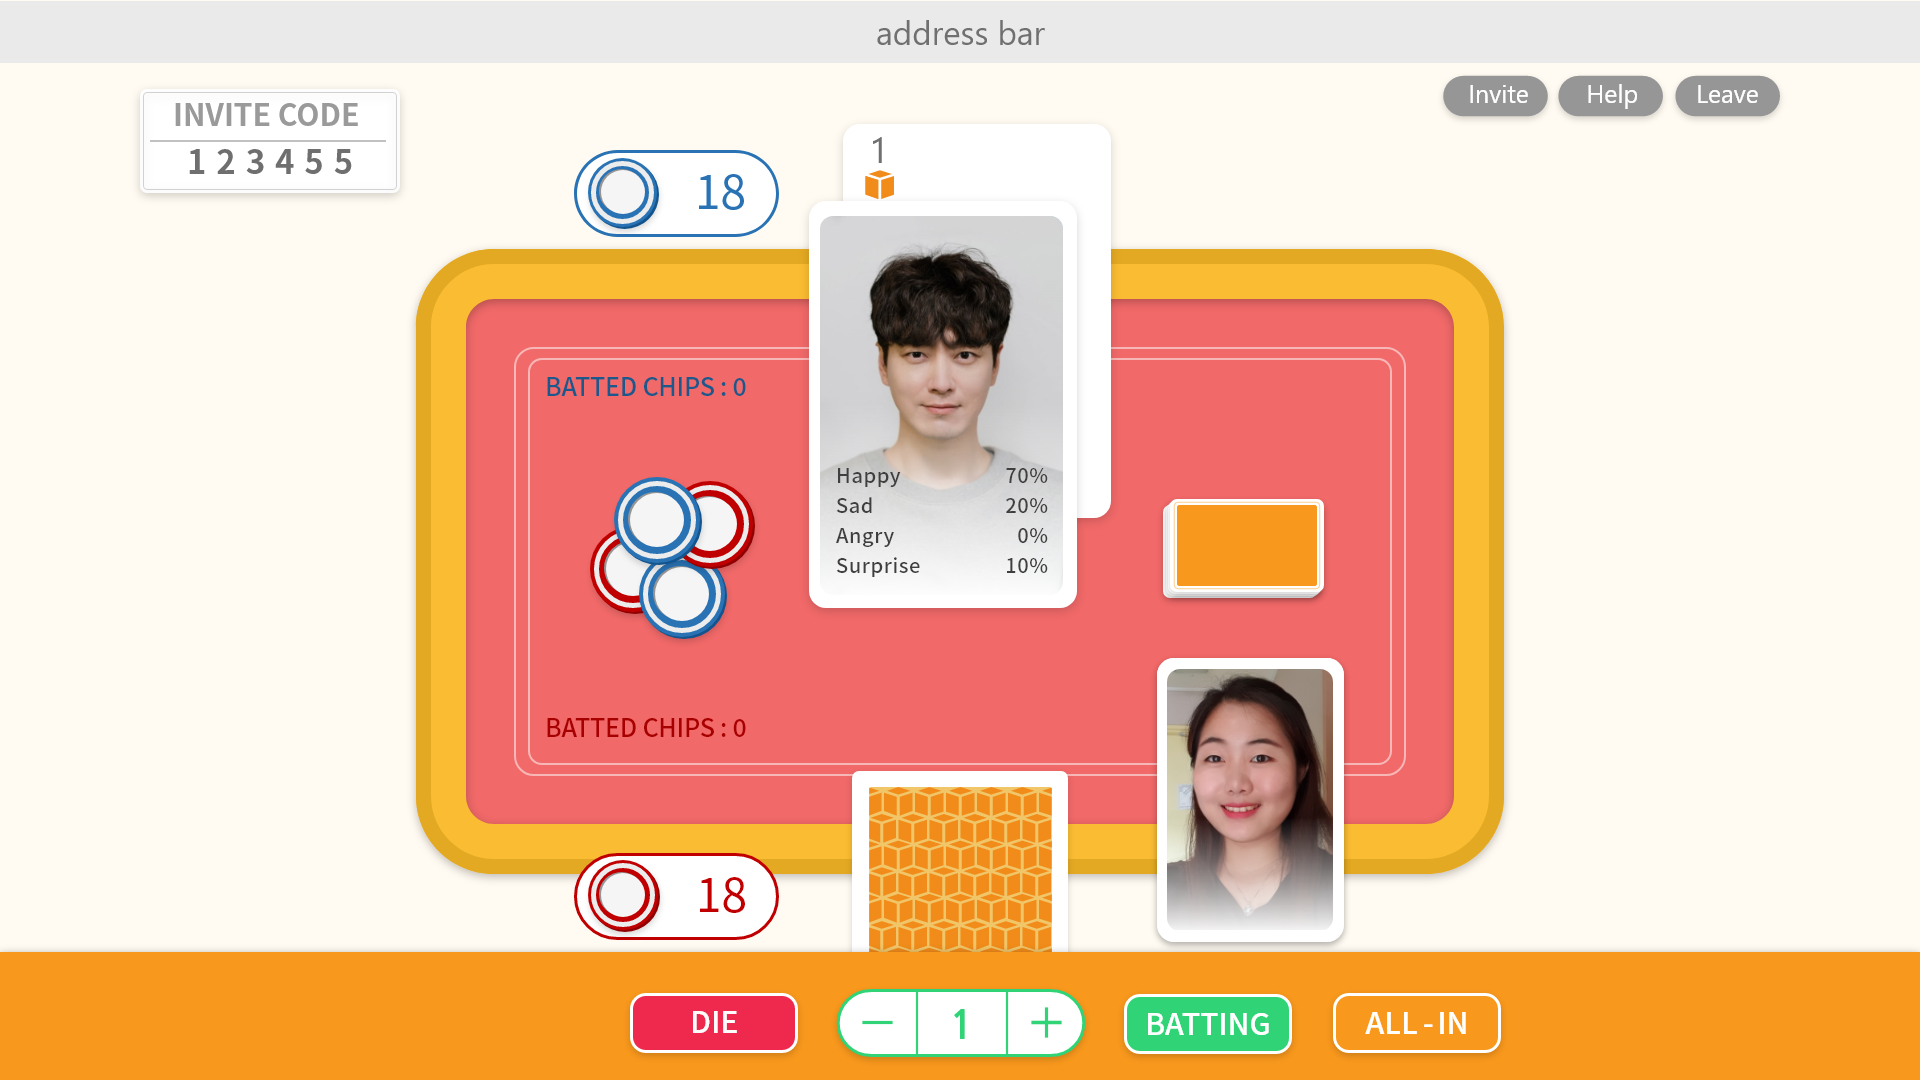 address bar
INVITE CODE
1 2 3 4 5 5
Invite
Help
Leave
18
1
BATTED CHIPS : 0
Happy 70%
Sad 20%
Angry 0%
Surprise 10%
BATTED CHIPS : 0
18
DIE
— 1 +
BATTING
ALL - IN